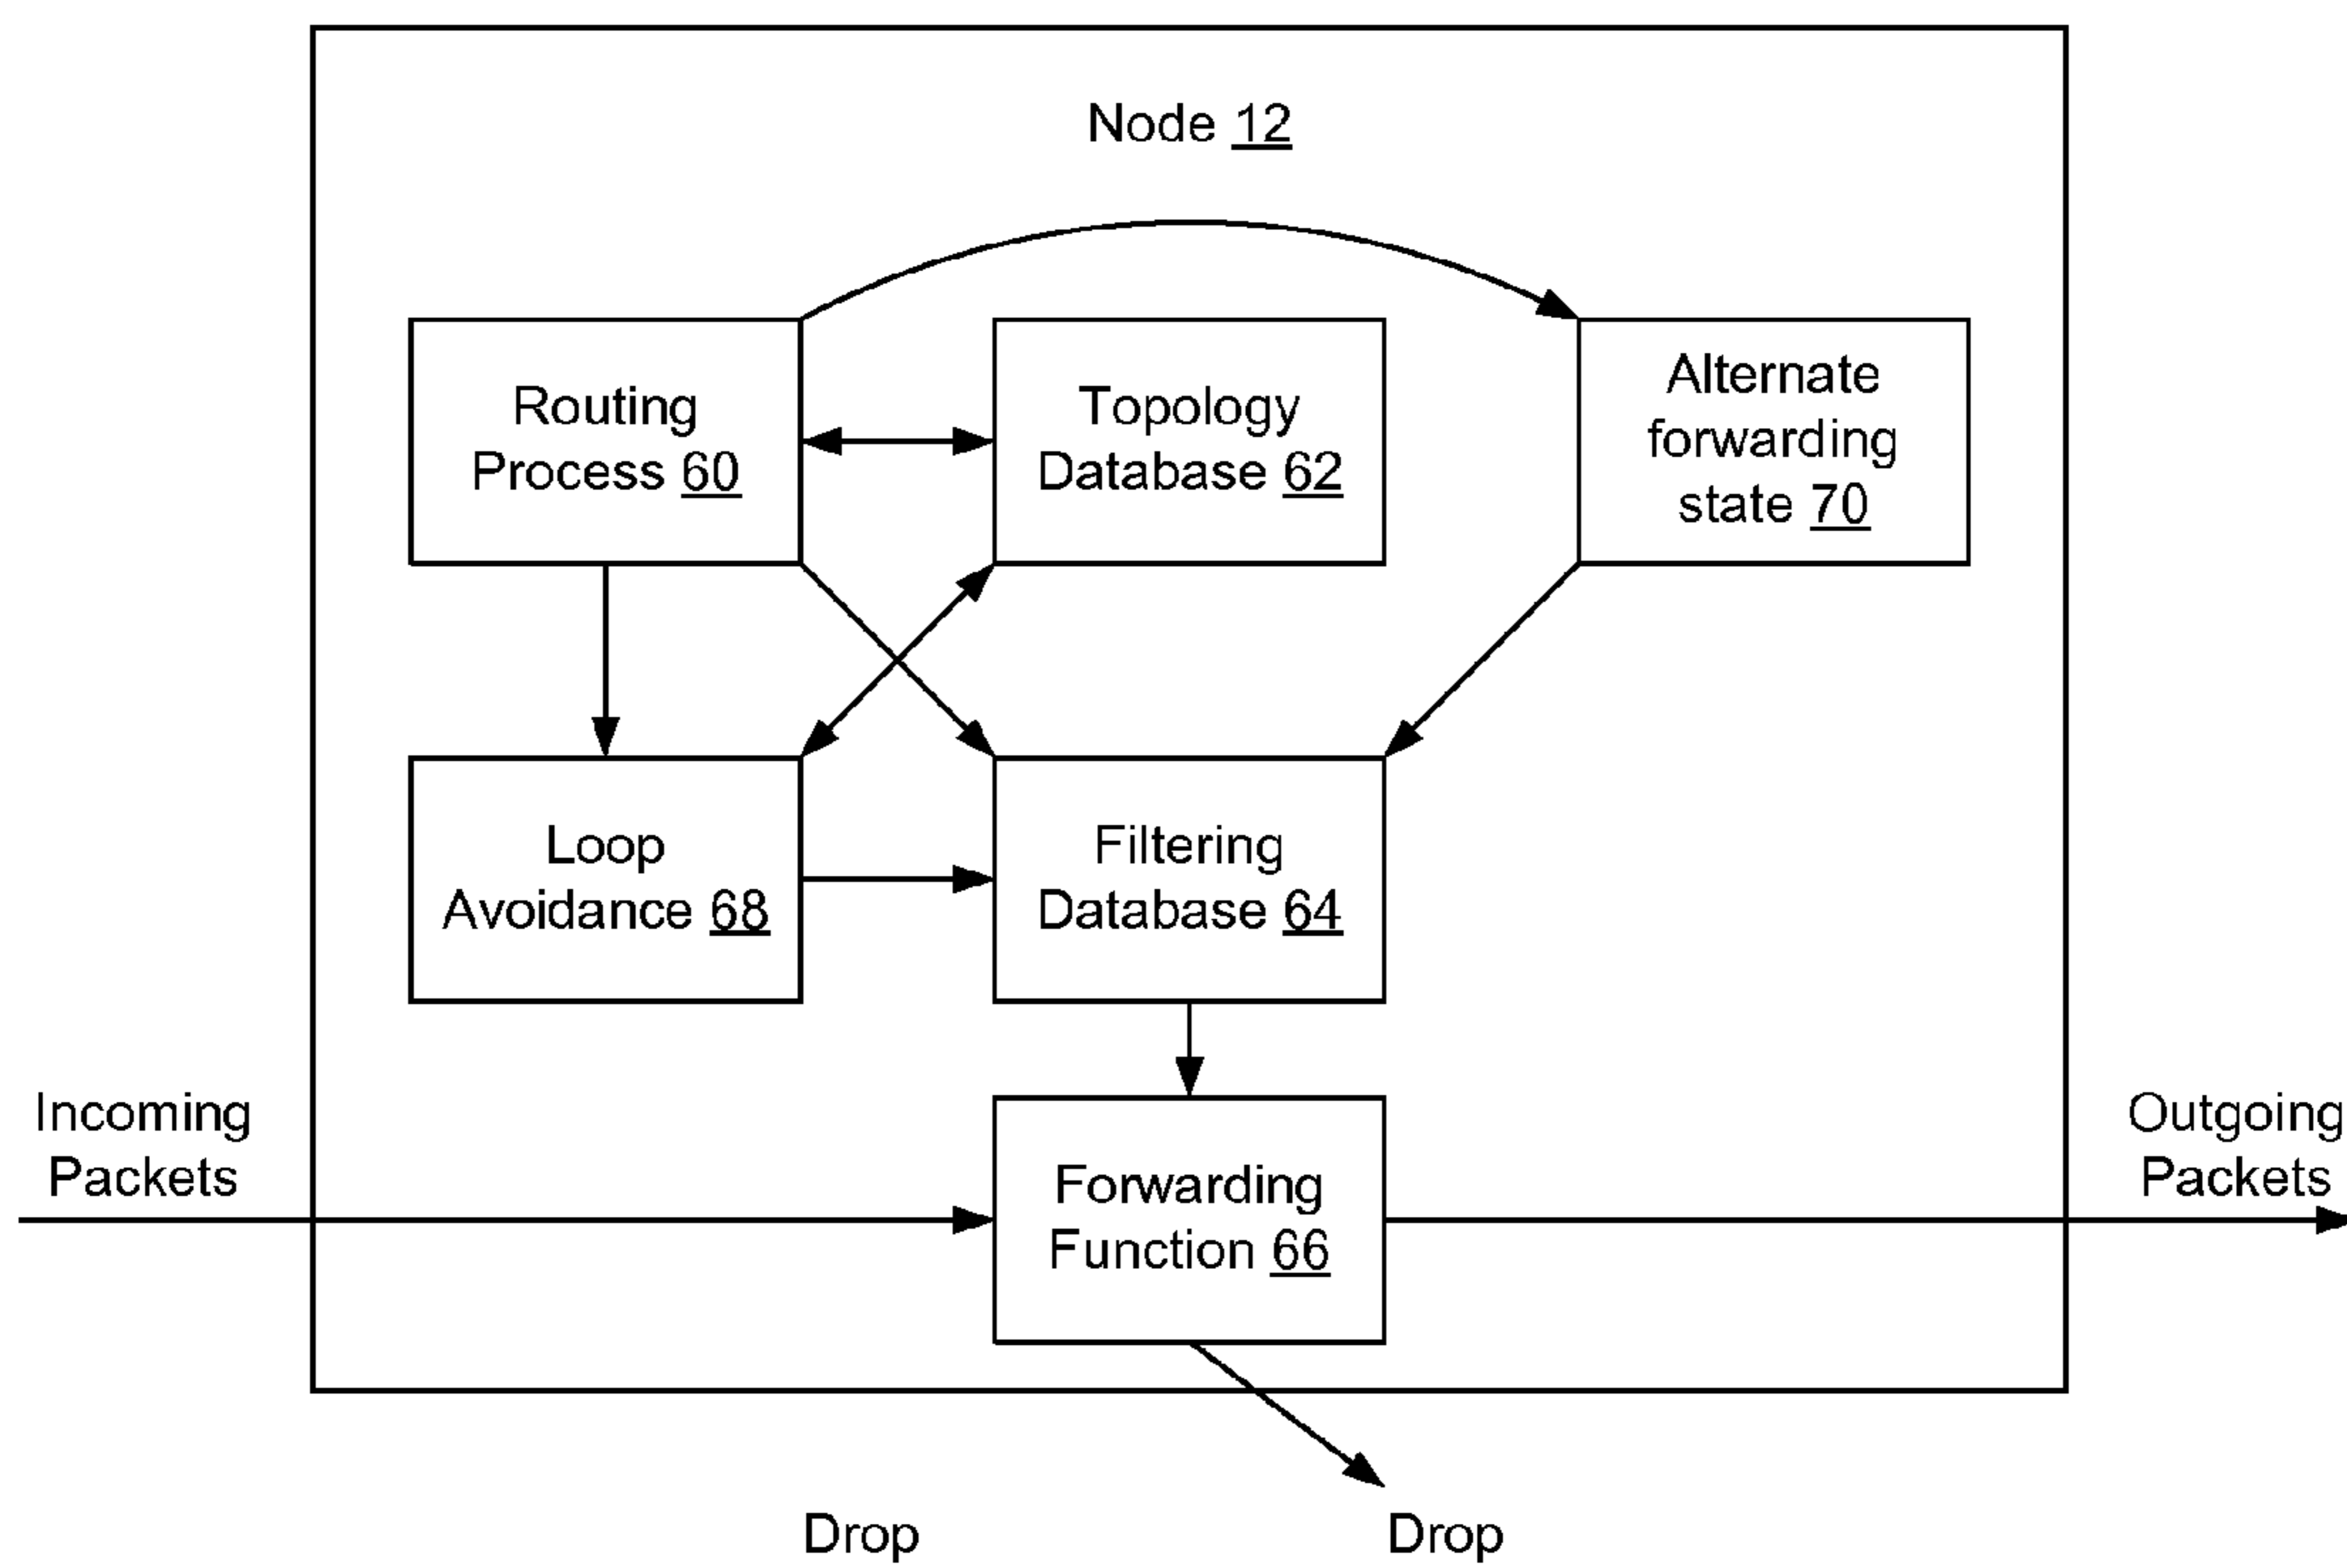 Node 12
Routing
Process 60
Topology
Database 62
Alternate
forwarding
state 70
Loop
Avoidance 68
Filtering
Database 64
Incoming
Packets
Forwarding
Function 66
Outgoing
Packets
Drop
Drop